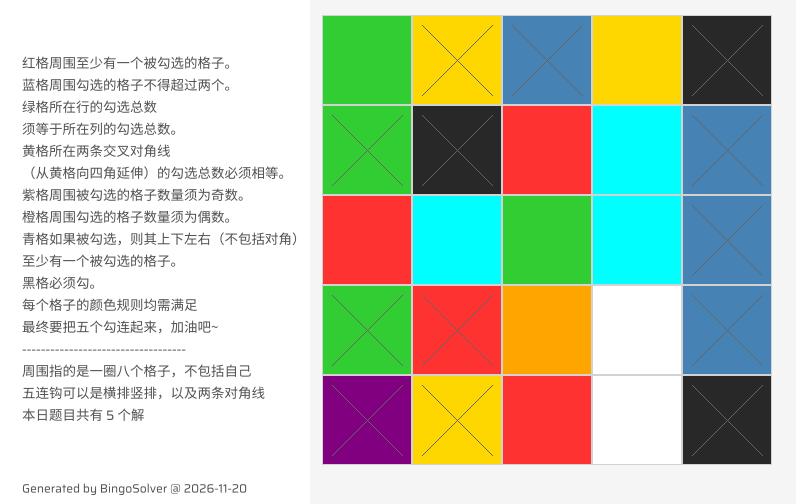 红格周围至少有一个被勾选的格子。
蓝格周围勾选的格子不得超过两个。
绿格所在行的勾选总数
须等于所在列的勾选总数。
黄格所在两条交叉对角线
（从黄格向四角延伸）的勾选总数必须相等。
紫格周围被勾选的格子数量须为奇数。
橙格周围勾选的格子数量须为偶数。
青格如果被勾选，则其上下左右（不包括对角）
至少有一个被勾选的格子。
黑格必须勾。
每个格子的颜色规则均需满足
最终要把五个勾连起来，加油吧~
-----------------------------------
周围指的是一圈八个格子，不包括自己
五连钩可以是横排竖排，以及两条对角线
本日题目共有 5 个解
Generated by BingoSolver @ 2026-11-20